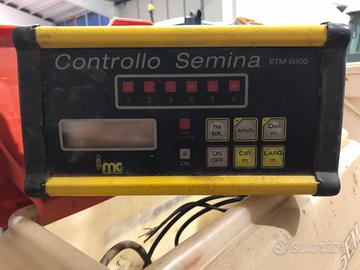 Controllo Semina ETM 6000
1 2 3 4 5 6
ha tot.
km/h
Dist. m
mc
ON
ON OFF
CIR. m
LARG m
subito